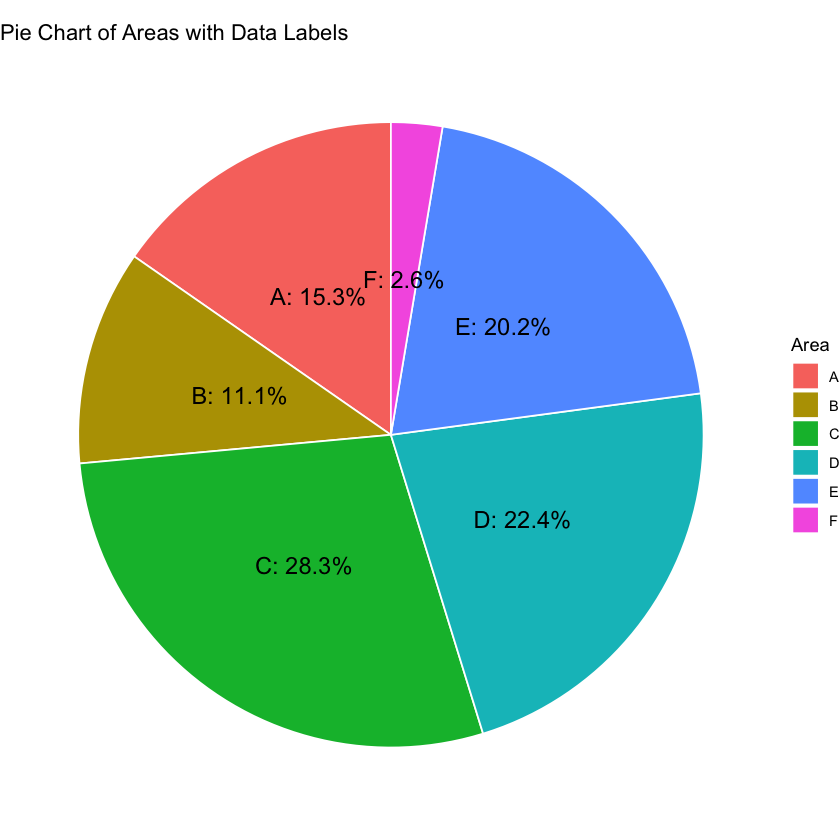 Pie Chart of Areas with Data Labels
F: 2.6%
A: 15.3%
E: 20.2%
B: 11.1%
D: 22.4%
C: 28.3%
Area
A
B
C
D
E
F